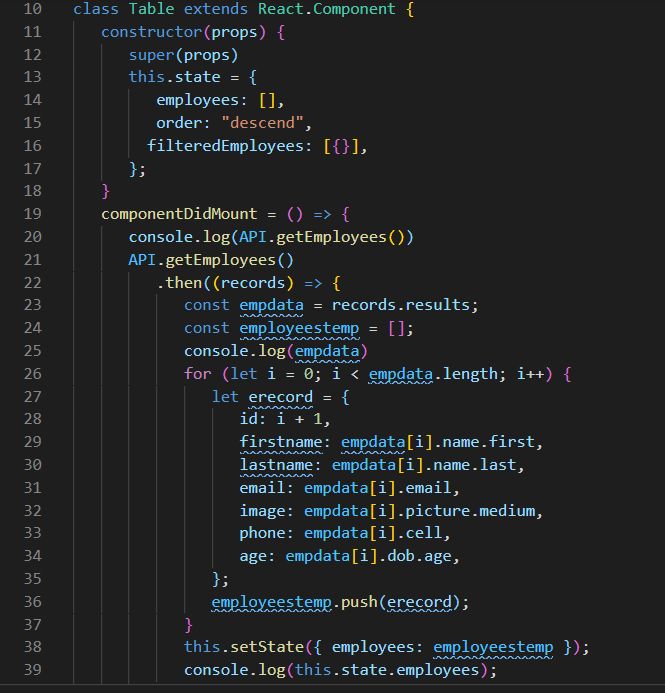 10 class Table extends React.Component {
11 constructor(props) {
12 super(props)
13 this.state = {
14 employees: [],
15 order: "descend",
16 filteredEmployees: [{}],
17 };
18 }
19 componentDidMount = () => {
20 console.log(API.getEmployees())
21 API.getEmployees()
22 .then((records) => {
23 const empdata = records.results;
24 const employeestemp = [];
25 console.log(empdata)
26 for (let i = 0; i < empdata.length; i++) {
27 let erecord = {
28 id: i + 1,
29 firstname: empdata[i].name.first,
30 lastname: empdata[i].name.last,
31 email: empdata[i].email,
32 image: empdata[i].picture.medium,
33 phone: empdata[i].cell,
34 age: empdata[i].dob.age,
35 };
36 employeestemp.push(erecord);
37 }
38 this.setState({ employees: employeestemp });
39 console.log(this.state.employees);